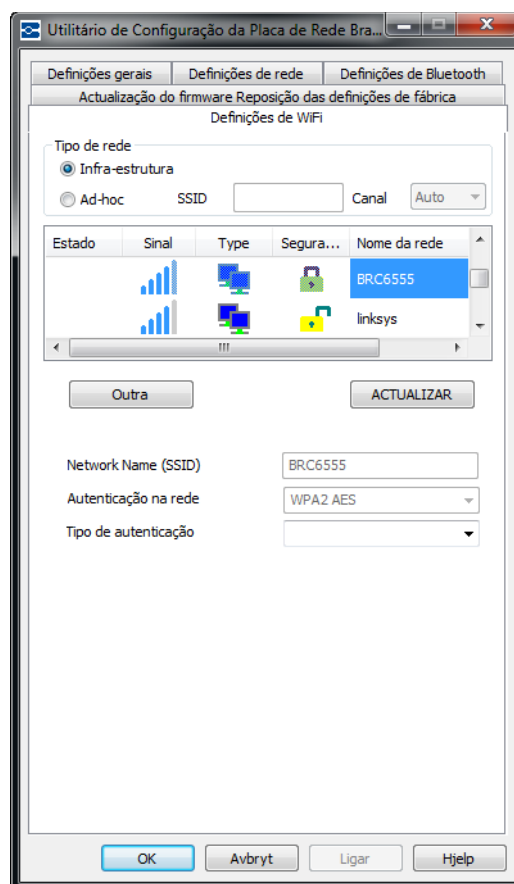 Utilitário de Configuração da Placa de Rede Bra...
Definições gerais Definições de rede Definições de Bluetooth
Actualização do firmware Reposição das definições de fábrica
Definições de WiFi
Tipo de rede
Infra-estrutura
Ad-hoc SSID Canal Auto
Estado Sinal Type Segura... Nome da rede
BRC6555
linksys
Outra ACTUALIZAR
Network Name (SSID) BRC6555
Autenticação na rede WPA2 AES
Tipo de autenticação
OK Avbryt Ligar Hjelp